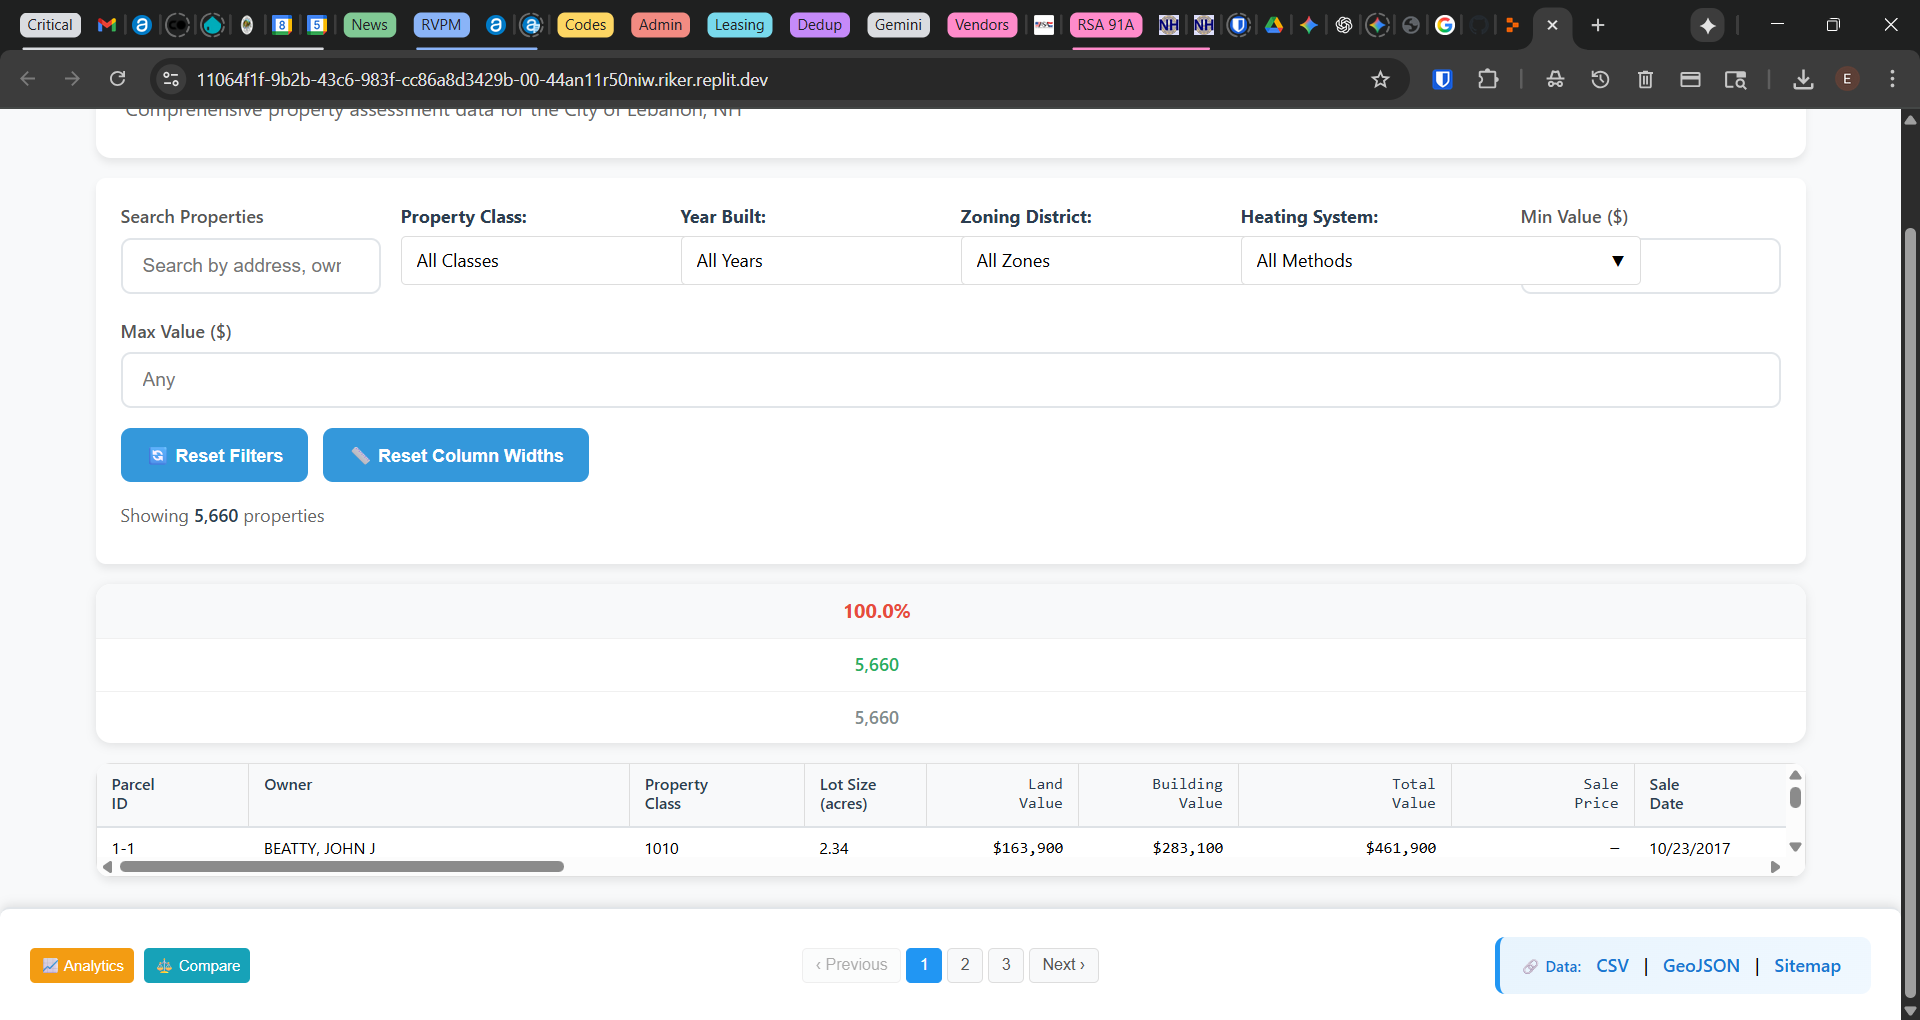 Critical
8
5
News
RVPM
Codes
Admin
Leasing
Dedup
Gemini
Vendors
RSA 91A
NH
NH
11064f1f-9b2b-43c6-983f-cc86a8d3429b-00-44an11r50niw.riker.replit.dev
E
Comprehensive property assessment data for the City of Lebanon, NH
Search Properties
Property Class:
Year Built:
Zoning District:
Heating System:
Min Value ($)
Search by address, owr
All Classes
All Years
All Zones
All Methods
Max Value ($)
Any
Reset Filters
Reset Column Widths
Showing 5,660 properties
100.0%
5,660
5,660
Parcel ID
Owner
Property Class
Lot Size (acres)
Land Value
Building Value
Total Value
Sale Price
Sale Date
1-1
BEATTY, JOHN J
1010
2.34
$163,900
$283,100
$461,900
—
10/23/2017
Analytics
Compare
‹ Previous
1
2
3
Next ›
Data: CSV | GeoJSON | Sitemap